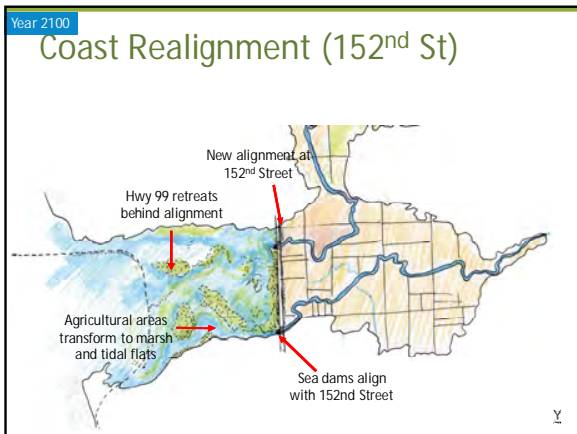 Year 2100
Coast Realignment (152nd St)
New alignment at
152nd Street
Hwy 99 retreats
behind alignment
Agricultural areas
transform to marsh
and tidal flats
Sea dams align
with 152nd Street